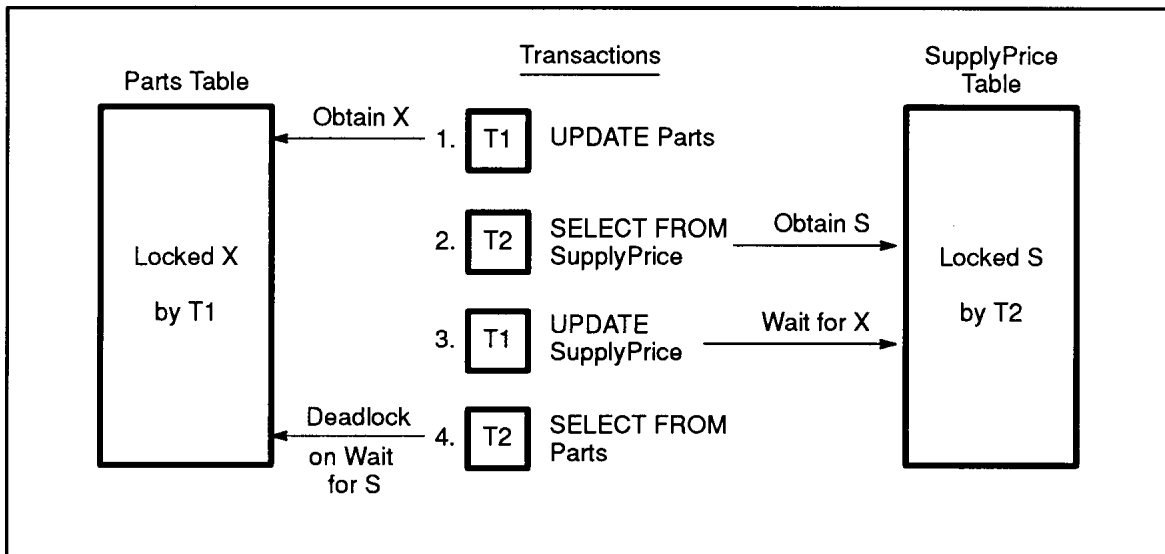 Transactions
Parts Table
SupplyPrice
Table
Obtain X
1. T1 UPDATE Parts
2. T2 SELECT FROM
SupplyPrice
Obtain S
Locked X
by T1
Locked S
by T2
3. T1 UPDATE
SupplyPrice
Wait for X
Deadlock
on Wait
for S
4. T2 SELECT FROM
Parts